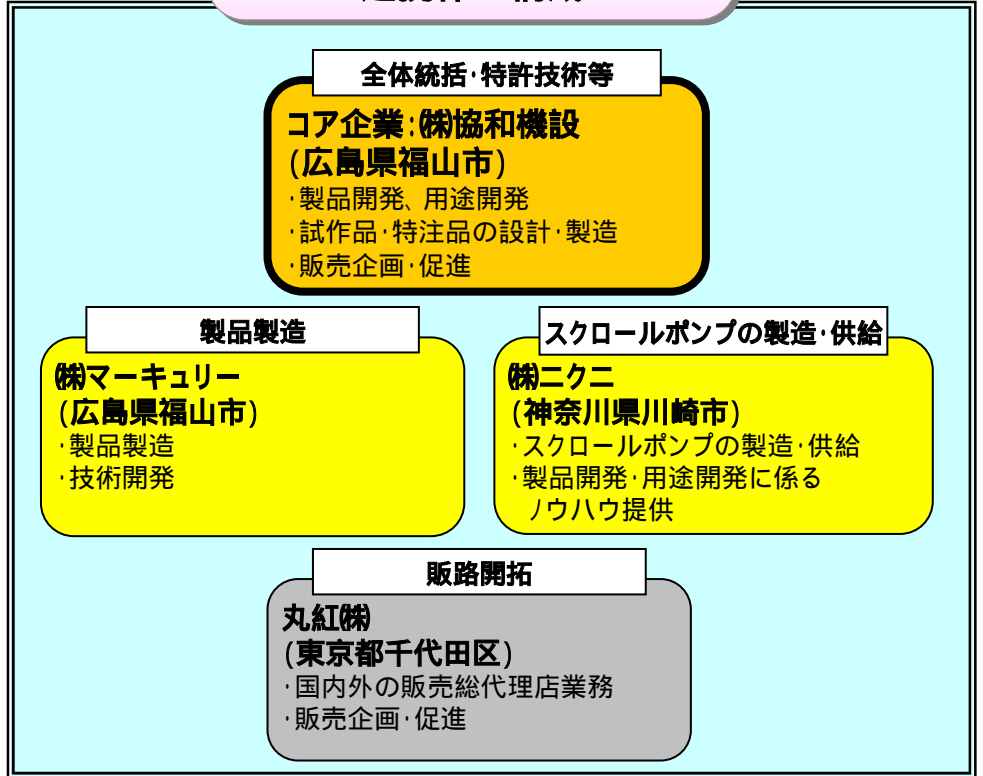 全体統括・特許技術等
コア企業:㈱協和機設
(広島県福山市)
・製品開発、用途開発
・試作品・特注品の設計・製造
・販売企画・促進
製品製造
㈱マーキュリー
(広島県福山市)
・製品製造
・技術開発
スクロールポンプの製造・供給
㈱ニクニ
(神奈川県川崎市)
・スクロールポンプの製造・供給
・製品開発・用途開発に係る
ノウハウ提供
販路開拓
丸紅㈱
(東京都千代田区)
・国内外の販売総代理店業務
・販売企画・促進